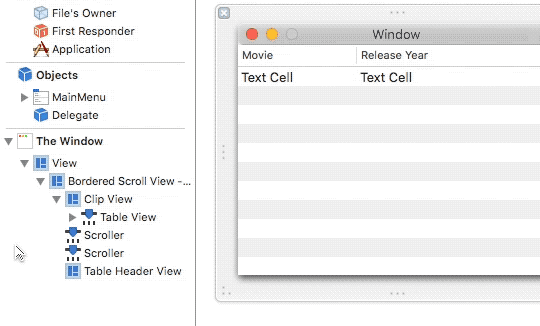 File's Owner
First Responder
Application
Objects
MainMenu
Delegate
The Window
View
Bordered Scroll View -...
Clip View
Table View
Scroller
Scroller
Table Header View
Window
Movie Release Year
Text Cell Text Cell